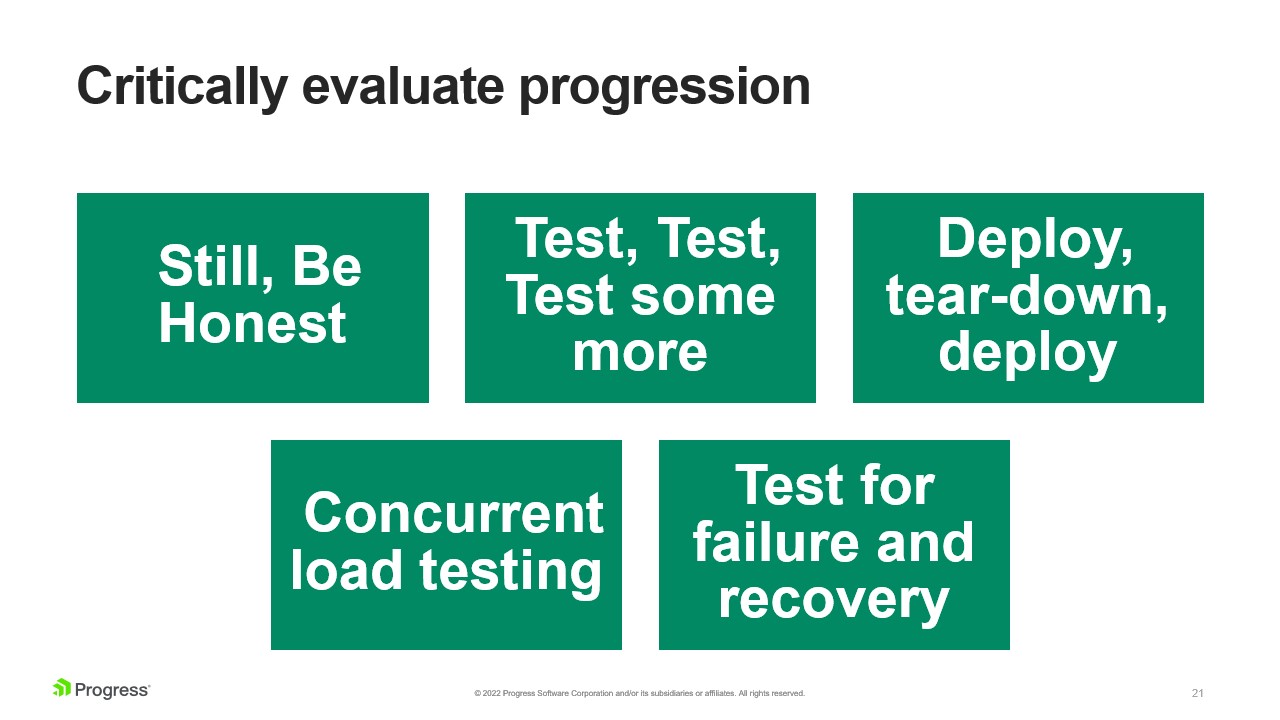 Critically evaluate progression
Still, Be
Honest
Test, Test,
Test some
more
Deploy,
tear-down,
deploy
Concurrent
load testing
Test for
failure and
recovery
Progress
© 2022 Progress Software Corporation and/or its subsidiaries or affiliates. All rights reserved.
21